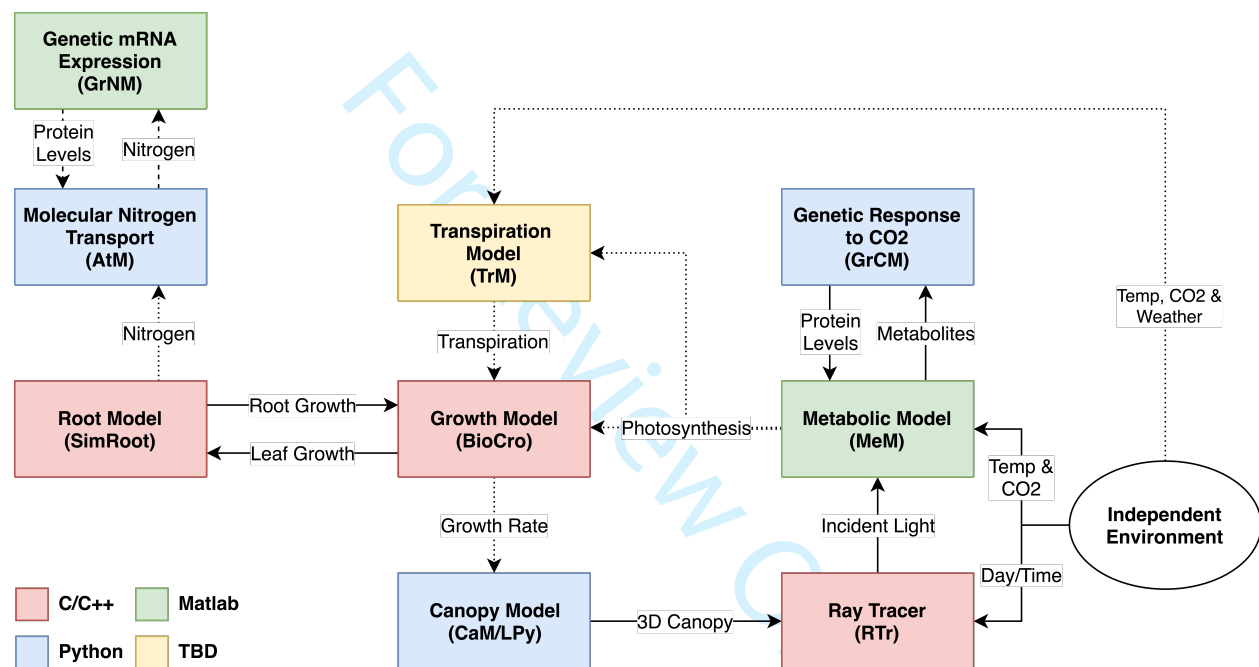 Genetic mRNA
Expression
(GrNM)
Protein
Levels
Nitrogen
Molecular Nitrogen
Transport
(AtM)
Nitrogen
Root Model
(SimRoot)
Root Growth
Leaf Growth
Transpiration
Model
(TrM)
Transpiration
Growth Model
(BioCro)
Growth Rate
Canopy Model
(CaM/LPy)
3D Canopy
Photosynthesis
Genetic Response
to CO2
(GrCM)
Protein
Levels
Metabolites
Metabolic Model
(MeM)
Incident Light
Ray Tracer
(RTr)
Temp, CO2 &
Weather
Temp &
CO2
Day/Time
Independent
Environment
C/C++
Matlab
Python
TBD